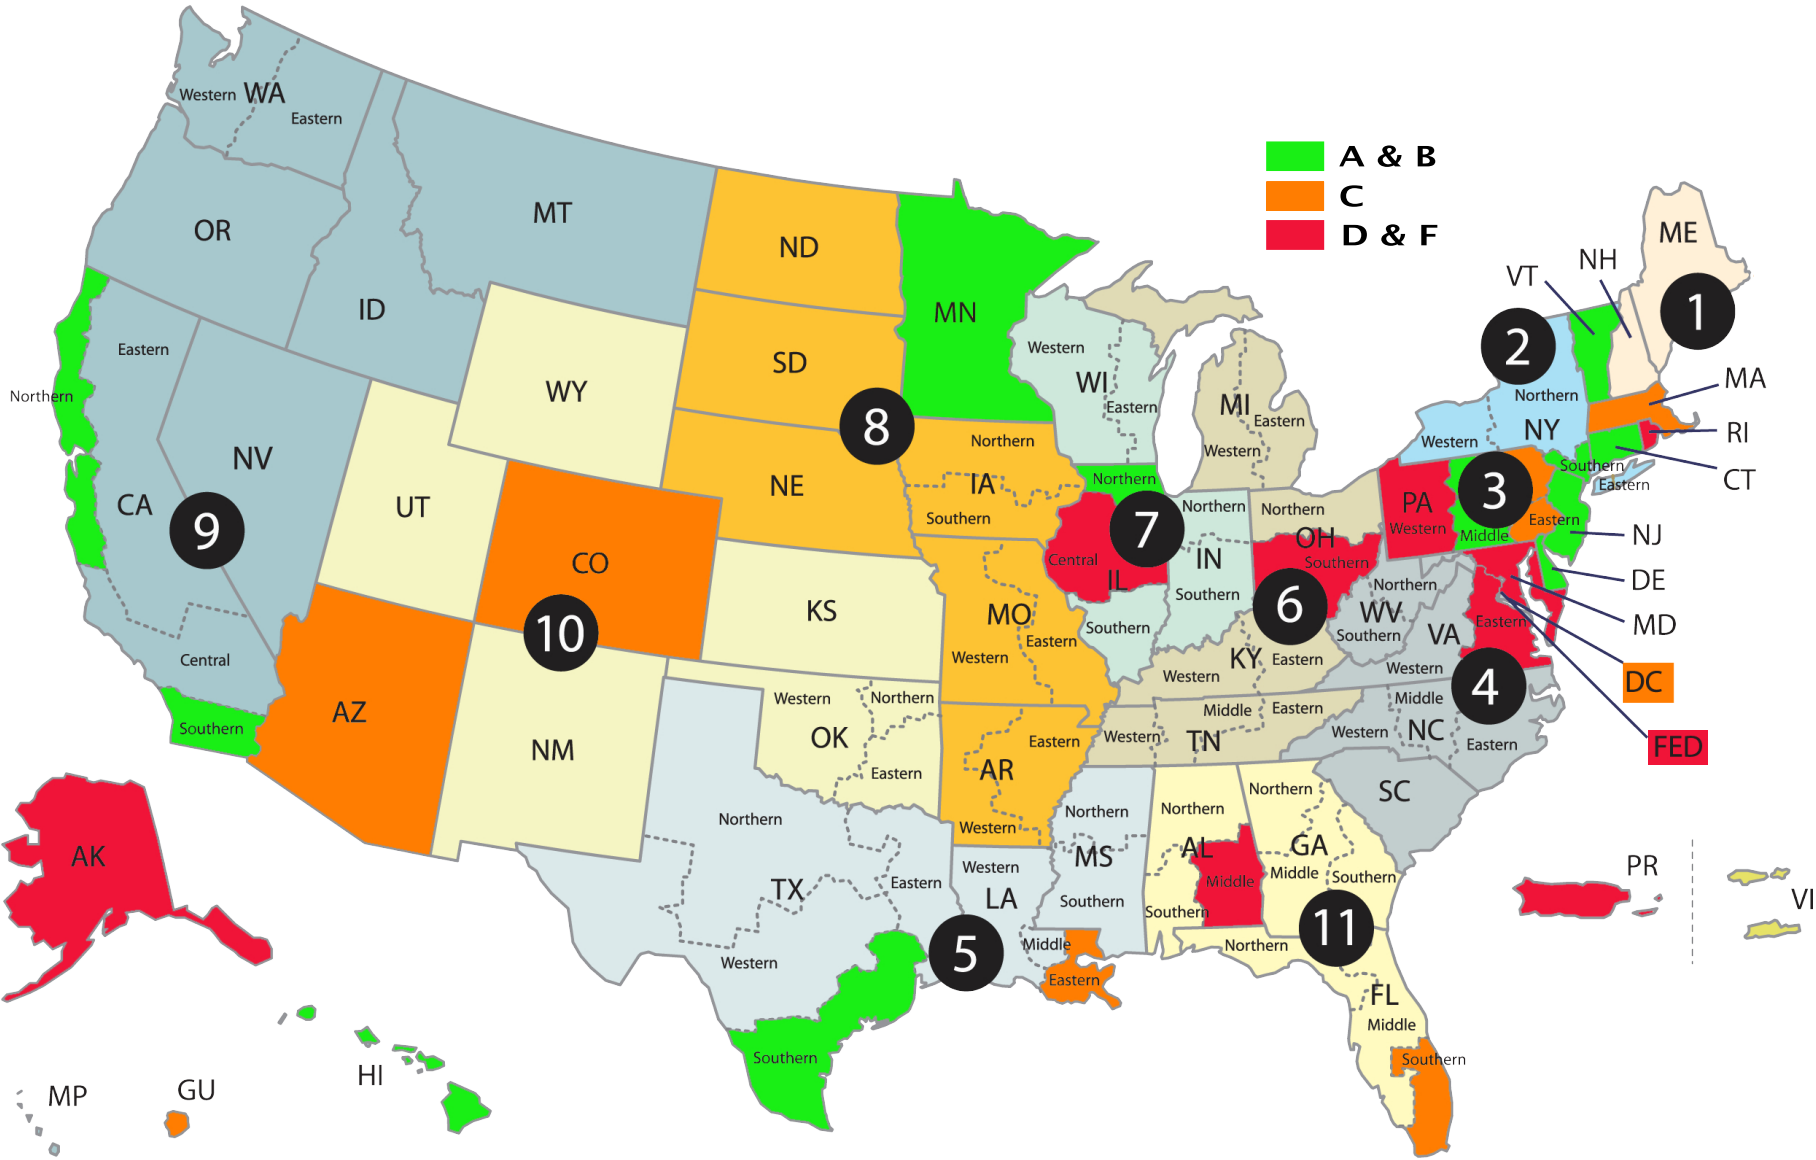 WA
Western
Eastern
A & B
C
D & F
OR
MT
ND
ME
NH
VT
ID
MN
1
2
SD
Western
WI
Eastern
Eastern
Northern
WY
MI
Eastern
Western
Northern
NY
Western
MA
RI
CT
8
Northern
IA
Southern
NV
NE
Northern
Southern
Eastern
CA
9
UT
7
Northern
IN
Southern
Northern
OH
Southern
PA
Western
3
Middle
Eastern
NJ
DE
MD
DC
FED
CO
Central
IL
Southern
6
Northern
WV
Southern
Eastern
VA
Western
4
10
KS
MO
Eastern
Western
KY
Western
Eastern
Central
Southern
AZ
NM
Western
Northern
OK
Eastern
Eastern
AR
Western
Western
Middle
TN
Eastern
Middle
Western
NC
Eastern
SC
AK
Northern
TX
Eastern
Western
Southern
Western
LA
Middle
Eastern
5
Northern
MS
Southern
Northern
AL
Middle
Southern
Northern
GA
Middle
Southern
11
Northern
FL
Middle
Southern
PR
VI
MP
GU
HI